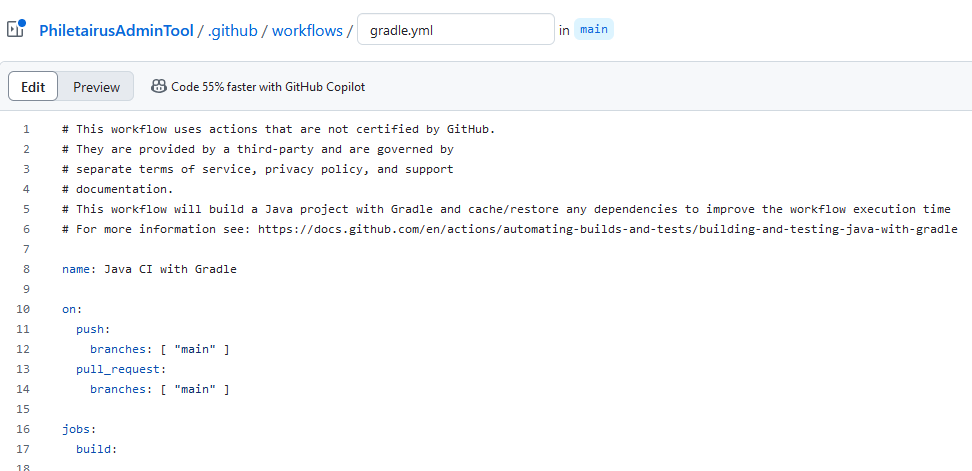 PhiletairusAdminTool / .github / workflows / gradle.yml in main
Edit Preview Code 55% faster with GitHub Copilot
1 # This workflow uses actions that are not certified by GitHub.
2 # They are provided by a third-party and are governed by
3 # separate terms of service, privacy policy, and support
4 # documentation.
5 # This workflow will build a Java project with Gradle and cache/restore any dependencies to improve the workflow execution time
6 # For more information see: https://docs.github.com/en/actions/automating-builds-and-tests/building-and-testing-java-with-gradle
7
8 name: Java CI with Gradle
9
10 on:
11 push:
12 branches: [ "main" ]
13 pull_request:
14 branches: [ "main" ]
15
16 jobs:
17 build:
18